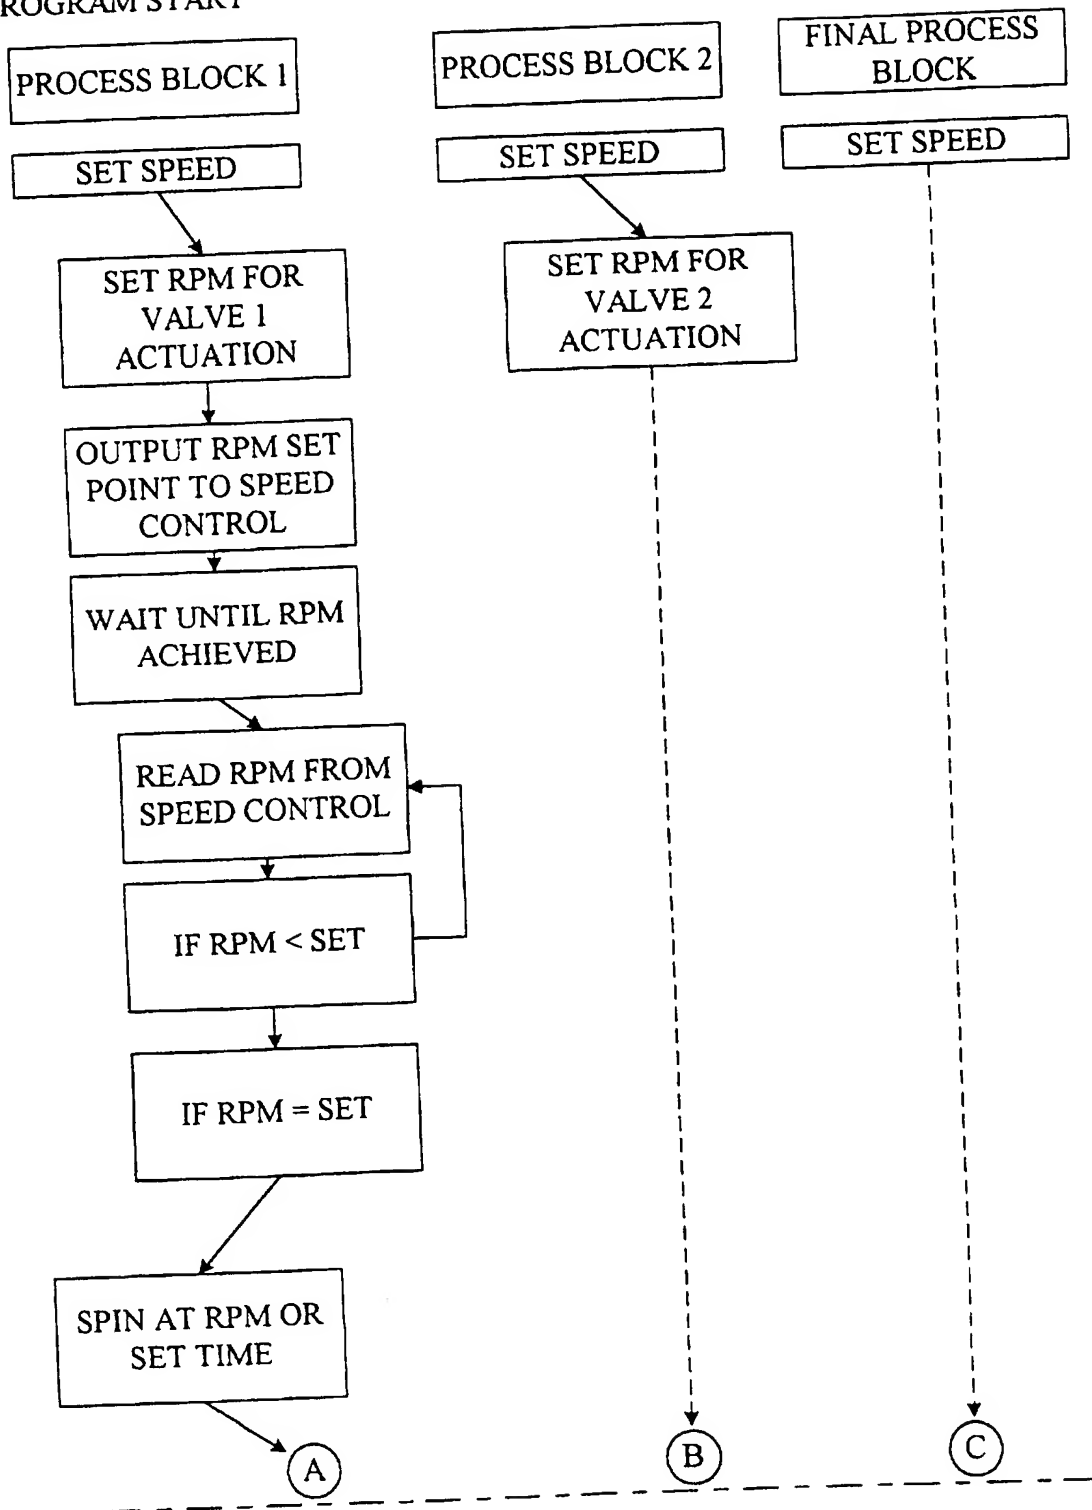 ROGRAM START
PROCESS BLOCK 1
SET SPEED
SET RPM FOR
VALVE 1
ACTUATION
OUTPUT RPM SET
POINT TO SPEED
CONTROL
WAIT UNTIL RPM
ACHIEVED
READ RPM FROM
SPEED CONTROL
IF RPM < SET
IF RPM = SET
SPIN AT RPM OR
SET TIME
A
PROCESS BLOCK 2
SET SPEED
SET RPM FOR
VALVE 2
ACTUATION
B
FINAL PROCESS
BLOCK
SET SPEED
C